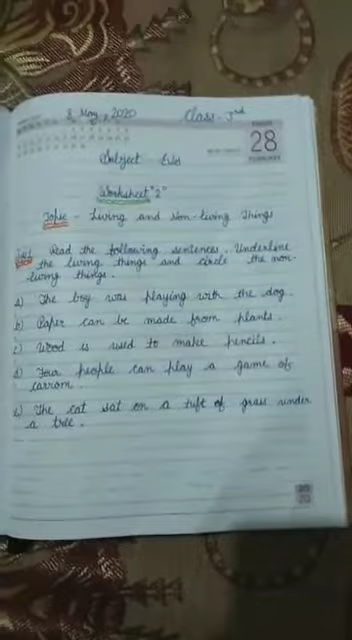 8 May, 2020 Class - 3rd
28
FEBRUARY
Subject EVS
Worksheet "2"
Topic - Living and Non-living Things
Read the following sentences. Underline
the living things and circle the non-
living things.
a) The boy was playing with the dog.
b) Paper can be made from plants.
c) Wood is used to make pencils.
d) Four people can play a game of
carrom.
e) The cat sat on a tuft of grass under
a tree.